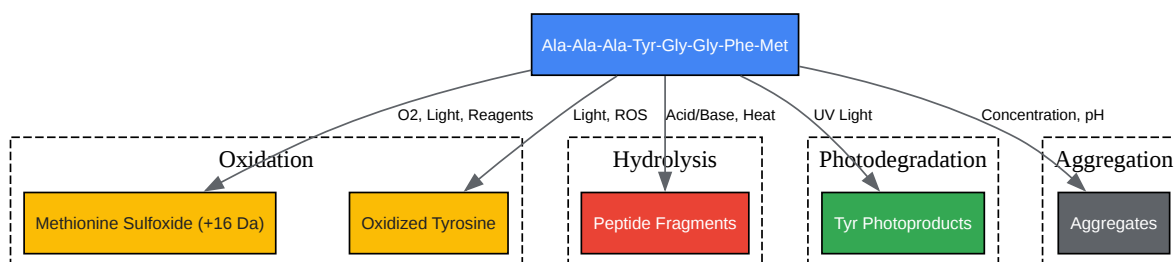 Ala-Ala-Ala-Tyr-Gly-Gly-Phe-Met
O2, Light, Reagents
Light, ROS
Acid/Base, Heat
UV Light
Concentration, pH
Oxidation
Hydrolysis
Photodegradation
Aggregation
Methionine Sulfoxide (+16 Da)
Oxidized Tyrosine
Peptide Fragments
Tyr Photoproducts
Aggregates